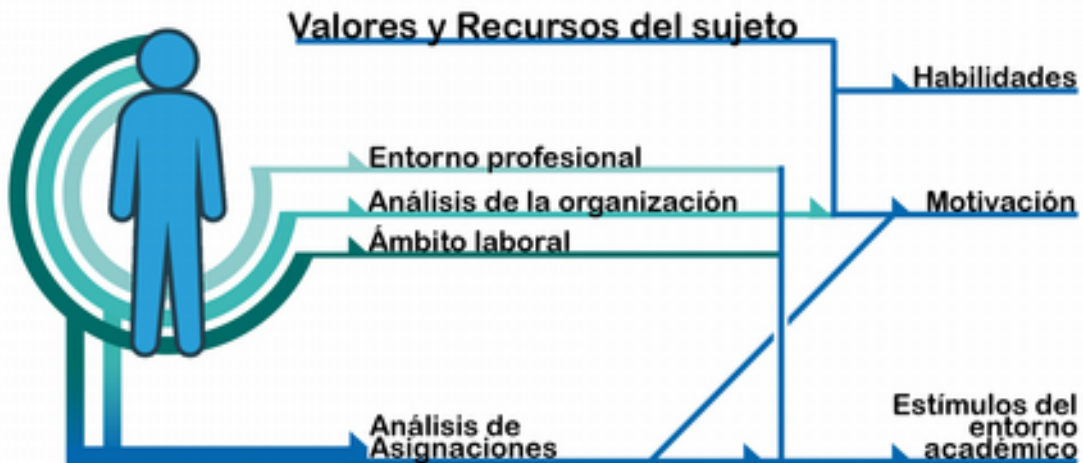 Valores y Recursos del sujeto
Habilidades
Entorno profesional
Análisis de la organización
Motivación
Ámbito laboral
Análisis de
Asignaciones
Estímulos del
entorno
académico